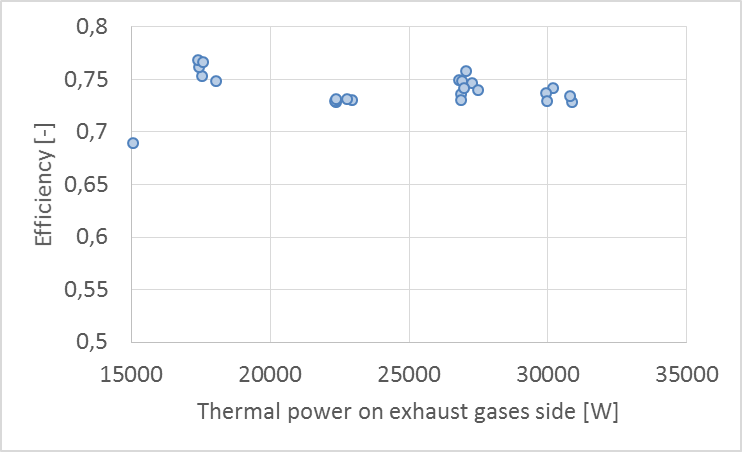 0,8
0,75
0,7
0,65
0,6
0,55
0,5
Efficiency [-]
15000 20000 25000 30000 35000
Thermal power on exhaust gases side [W]